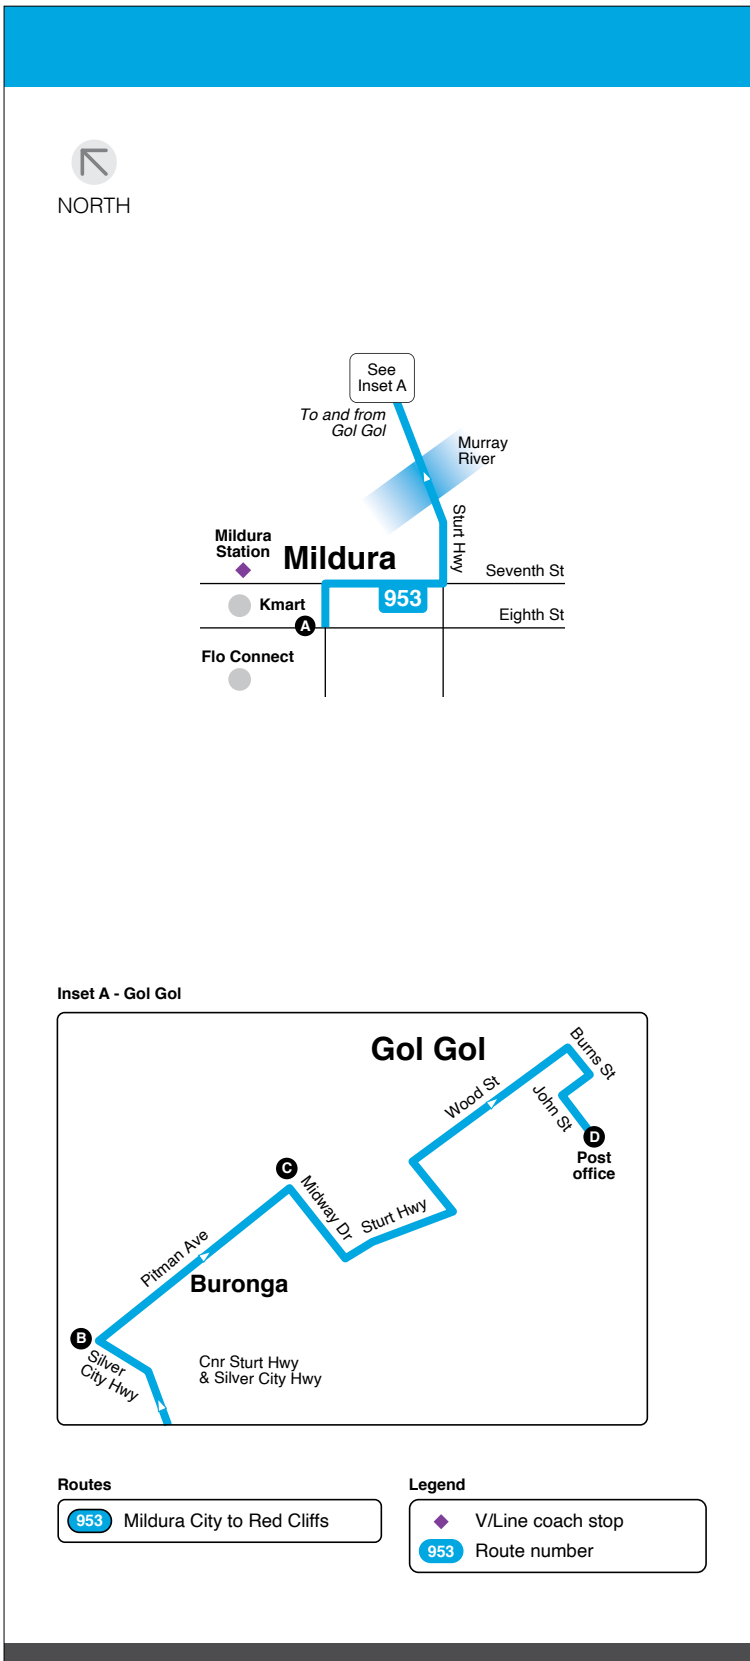 NORTH
See
Inset A
To and from
Gol Gol
Murray
River
Sturt Hwy
Mildura
Station
Mildura
Seventh St
953
Kmart
Eighth St
A
Flo Connect
Inset A - Gol Gol
Gol Gol
Burns St
Wood St
John St
D
Post
office
C
Midway Dr
Sturt Hwy
Pitman Ave
Buronga
B
Silver
City Hwy
Cnr Sturt Hwy
& Silver City Hwy
Routes
953 Mildura City to Red Cliffs
Legend
V/Line coach stop
953 Route number